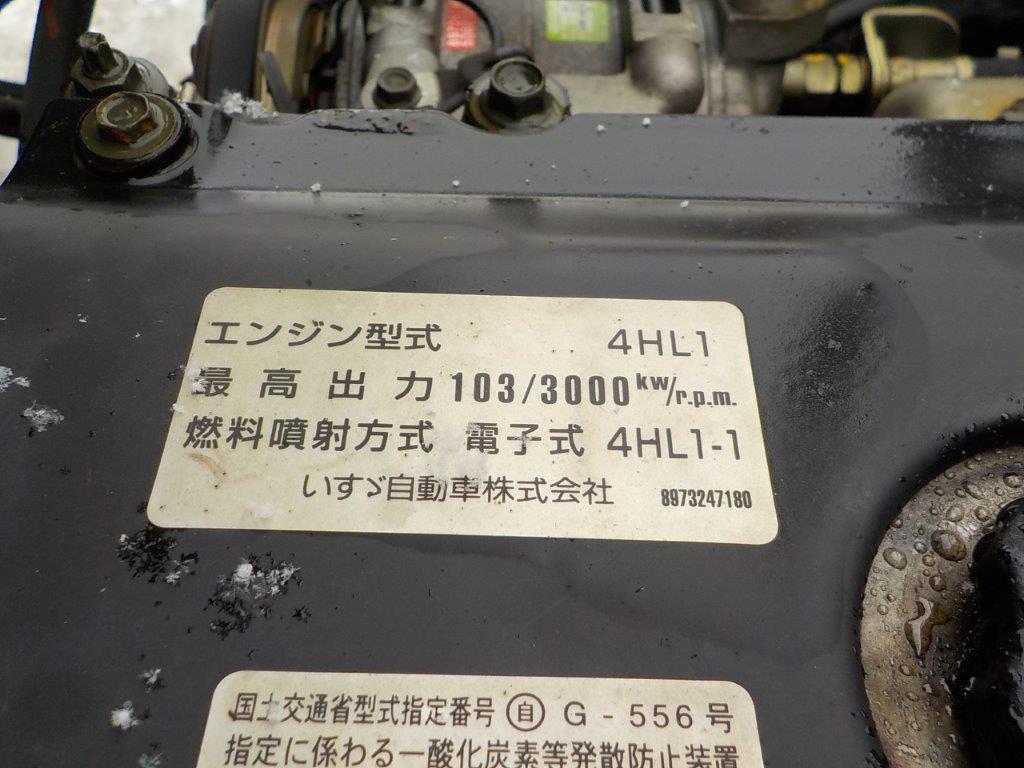 エンジン型式 4HL1
最高出力 103/3000kw/r.p.m.
燃料噴射方式 電子式 4HL1-1
いすゞ自動車株式会社 8973247180
国土交通省型式指定番号 自 G-556号
指定に係わる一酸化炭素等発散防止装置